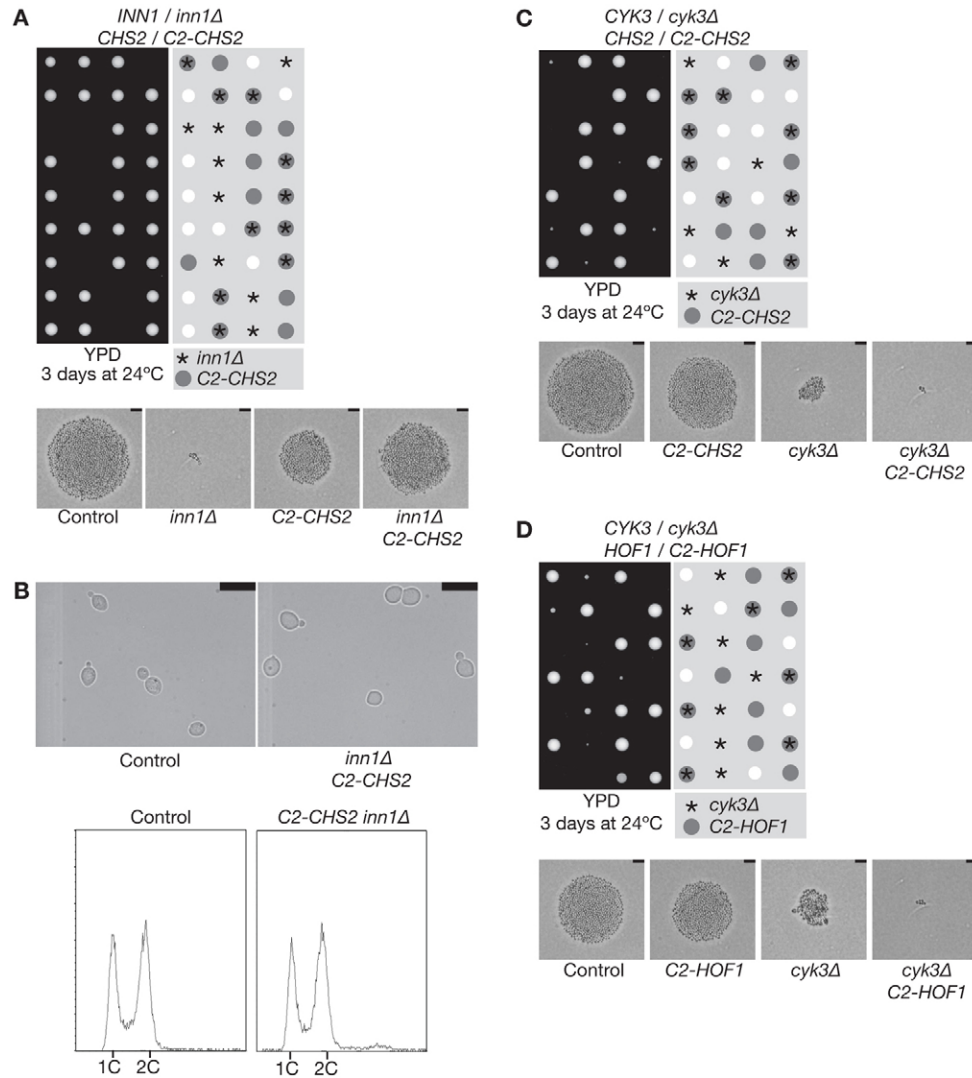 A
INN1 / inn1Δ
CHS2 / C2-CHS2
YPD
3 days at 24ºC
* inn1Δ
C2-CHS2
Control
inn1Δ
C2-CHS2
inn1Δ
C2-CHS2
B
Control
inn1Δ
C2-CHS2
Control
C2-CHS2 inn1Δ
1C 2C
1C 2C
C
CYK3 / cyk3Δ
CHS2 / C2-CHS2
YPD
3 days at 24ºC
* cyk3Δ
C2-CHS2
Control
C2-CHS2
cyk3Δ
cyk3Δ
C2-CHS2
D
CYK3 / cyk3Δ
HOF1 / C2-HOF1
YPD
3 days at 24ºC
* cyk3Δ
C2-HOF1
Control
C2-HOF1
cyk3Δ
cyk3Δ
C2-HOF1